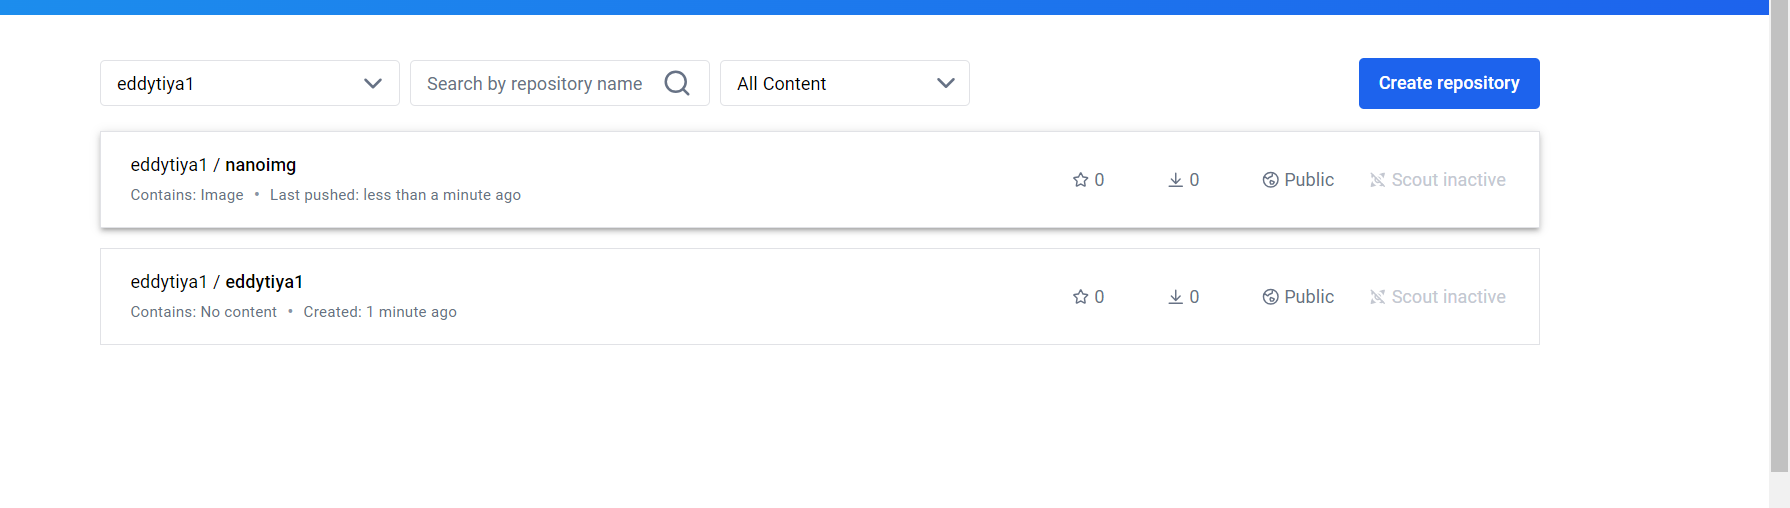 eddytiya1
Search by repository name
All Content
Create repository
eddytiya1 / nanoimg
Contains: Image • Last pushed: less than a minute ago
0
0
Public
Scout inactive
eddytiya1 / eddytiya1
Contains: No content • Created: 1 minute ago
0
0
Public
Scout inactive